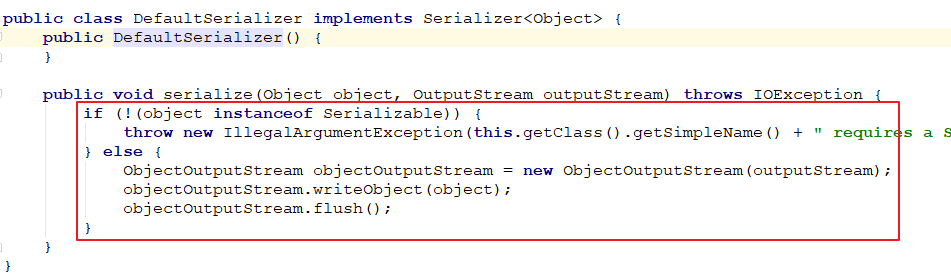 public class DefaultSerializer implements Serializer<Object> {
    public DefaultSerializer() {
    }
    public void serialize(Object object, OutputStream outputStream) throws IOException {
        if (!(object instanceof Serializable)) {
            throw new IllegalArgumentException(this.getClass().getSimpleName() + " requires a S
        } else {
            ObjectOutputStream objectOutputStream = new ObjectOutputStream(outputStream);
            objectOutputStream.writeObject(object);
            objectOutputStream.flush();
        }
    }
}